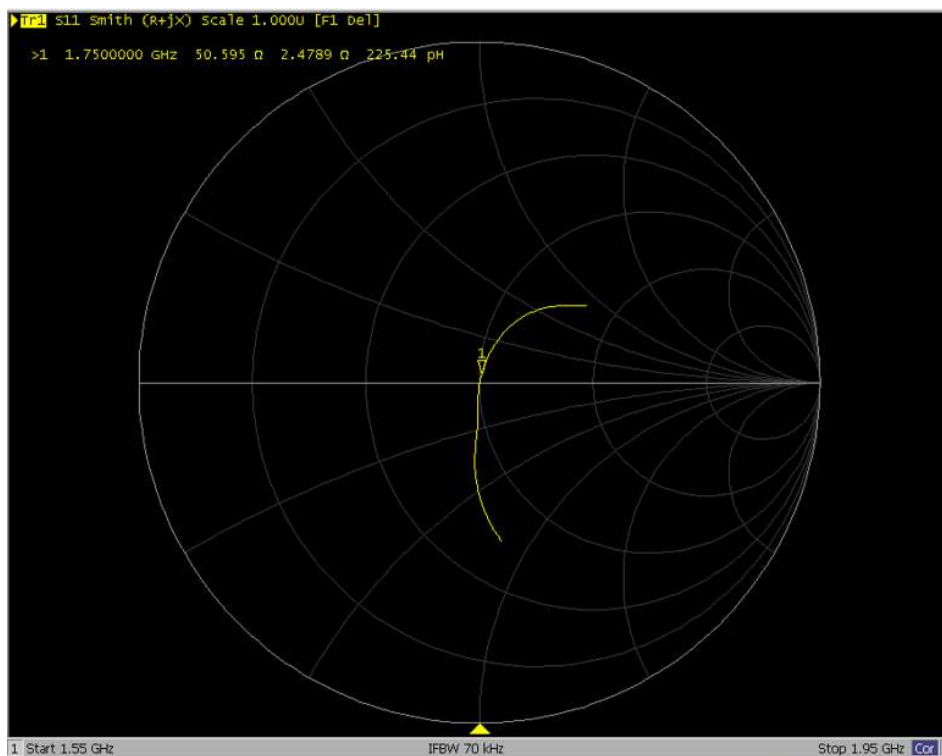 Tr1 S11 Smith (R+jX) Scale 1.000U [F1 Del]
>1 1.7500000 GHz 50.595 Ω 2.4789 Ω 225.44 pH
1
1 Start 1.55 GHz IFBW 70 kHz Stop 1.95 GHz Cor